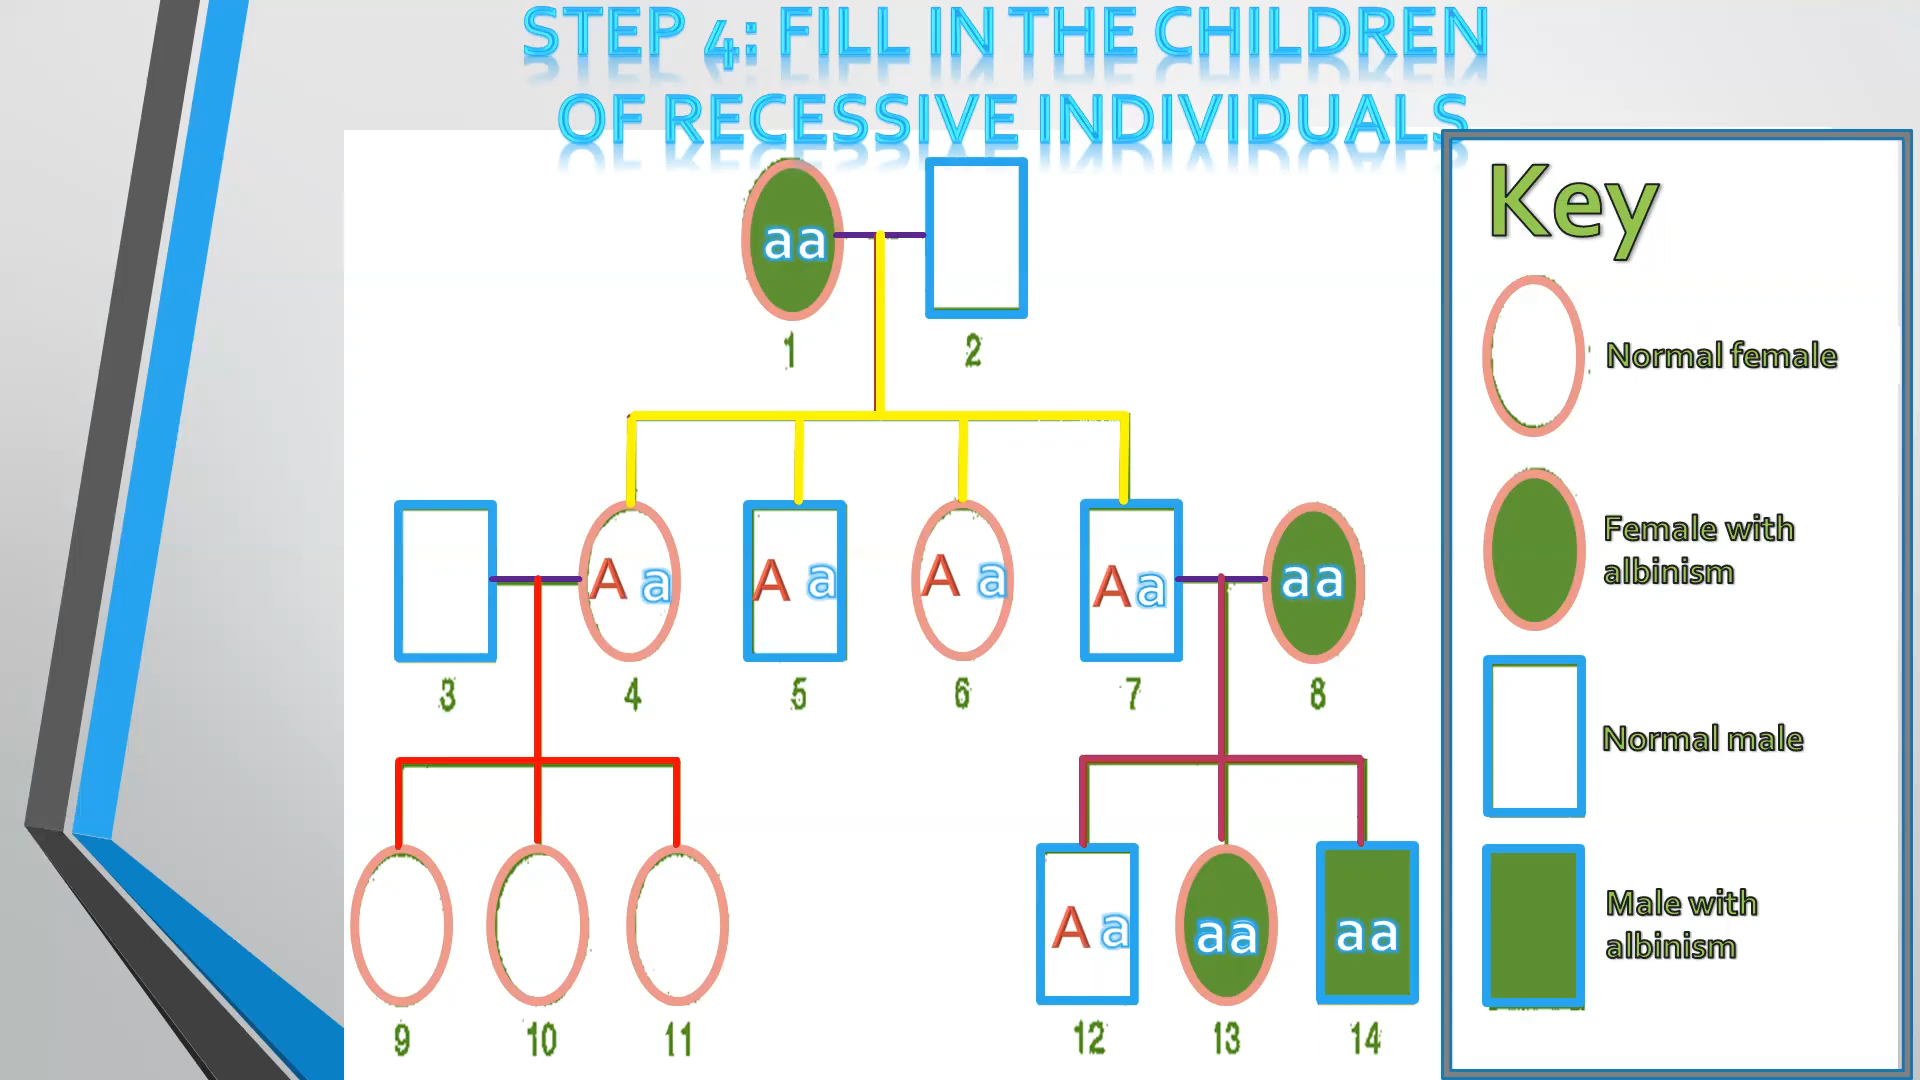 STEP 4: FILL IN THE CHILDREN
OF RECESSIVE INDIVIDUALS
Key
aa
1
2
Normal female
Female with
albinism
A a
A a
A a
Aa
aa
3
4
5
6
7
8
Normal male
Male with
albinism
A a
aa
aa
9
10
11
12
13
14